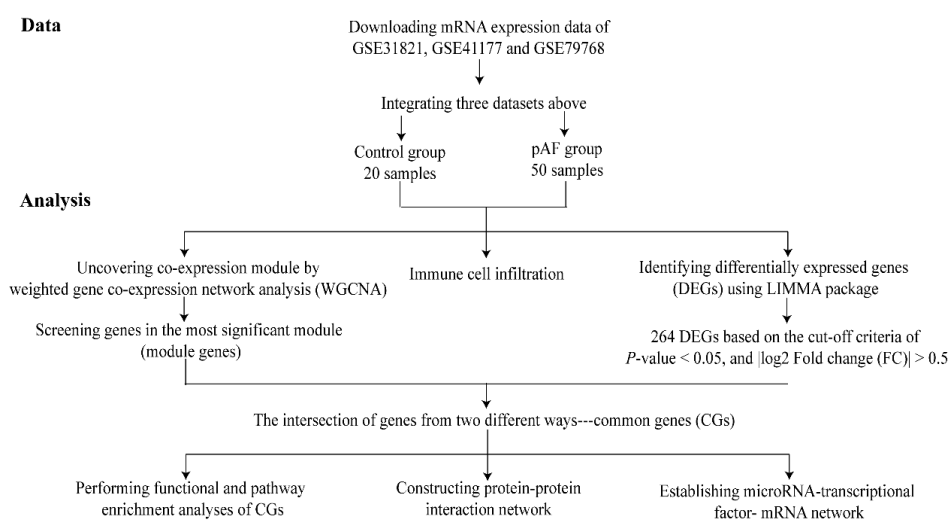 Data
Downloading mRNA expression data of
GSE31821, GSE41177 and GSE79768
Integrating three datasets above
Control group
20 samples
pAF group
50 samples
Analysis
Uncovering co-expression module by
weighted gene co-expression network analysis (WGCNA)
Immune cell infiltration
Identifying differentially expressed genes
(DEGs) using LIMMA package
Screening genes in the most significant module
(module genes)
264 DEGs based on the cut-off criteria of
P-value < 0.05, and |log2 Fold change (FC)| > 0.5
The intersection of genes from two different ways---common genes (CGs)
Performing functional and pathway
enrichment analyses of CGs
Constructing protein-protein
interaction network
Establishing microRNA-transcriptional
factor- mRNA network